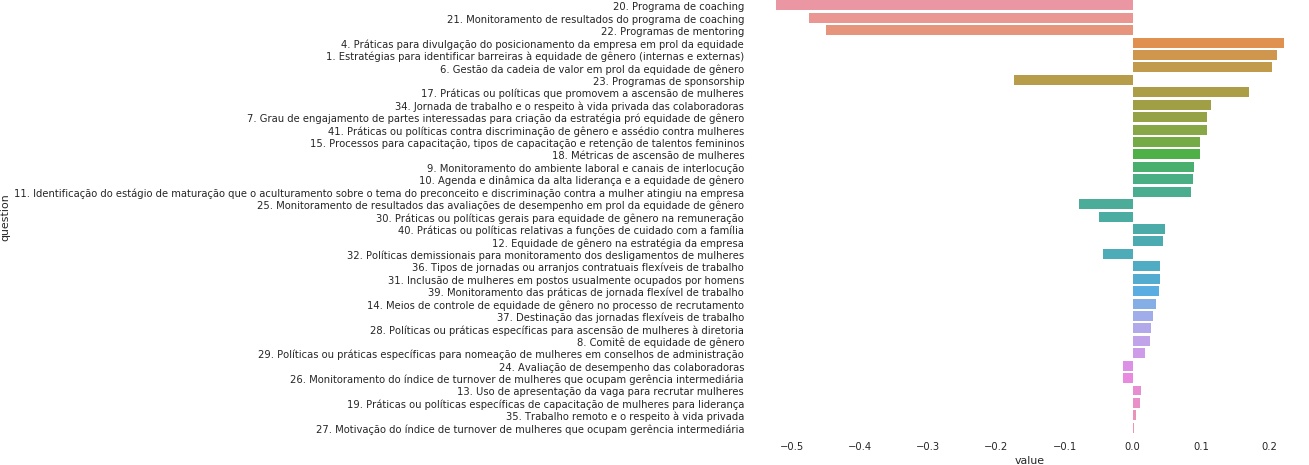 20. Programa de coaching
21. Monitoramento de resultados do programa de coaching
22. Programas de mentoring
4. Práticas para divulgação do posicionamento da empresa em prol da equidade
1. Estratégias para identificar barreiras à equidade de gênero (internas e externas)
6. Gestão da cadeia de valor em prol da equidade de gênero
23. Programas de sponsorship
17. Práticas ou políticas que promovem a ascensão de mulheres
34. Jornada de trabalho e o respeito à vida privada das colaboradoras
7. Grau de engajamento de partes interessadas para criação da estratégia pró equidade de gênero
41. Práticas ou políticas contra discriminação de gênero e assédio contra mulheres
15. Processos para capacitação, tipos de capacitação e retenção de talentos femininos
18. Métricas de ascensão de mulheres
9. Monitoramento do ambiente laboral e canais de interlocução
10. Agenda e dinâmica da alta liderança e a equidade de gênero
11. Identificação do estágio de maturação que o aculturamento sobre o tema do preconceito e discriminação contra a mulher atingiu na empresa
25. Monitoramento de resultados das avaliações de desempenho em prol da equidade de gênero
30. Práticas ou políticas gerais para equidade de gênero na remuneração
40. Práticas ou políticas relativas a funções de cuidado com a família
12. Equidade de gênero na estratégia da empresa
32. Políticas demissionais para monitoramento dos desligamentos de mulheres
36. Tipos de jornadas ou arranjos contratuais flexíveis de trabalho
31. Inclusão de mulheres em postos usualmente ocupados por homens
39. Monitoramento das práticas de jornada flexível de trabalho
14. Meios de controle de equidade de gênero no processo de recrutamento
37. Destinação das jornadas flexíveis de trabalho
28. Políticas ou práticas específicas para ascensão de mulheres à diretoria
8. Comitê de equidade de gênero
29. Políticas ou práticas específicas para nomeação de mulheres em conselhos de administração
24. Avaliação de desempenho das colaboradoras
26. Monitoramento do índice de turnover de mulheres que ocupam gerência intermediária
13. Uso de apresentação da vaga para recrutar mulheres
19. Práticas ou políticas específicas de capacitação de mulheres para liderança
35. Trabalho remoto e o respeito à vida privada
27. Motivação do índice de turnover de mulheres que ocupam gerência intermediária
question
−0.5 −0.4 −0.3 −0.2 −0.1 0.0 0.1 0.2
value